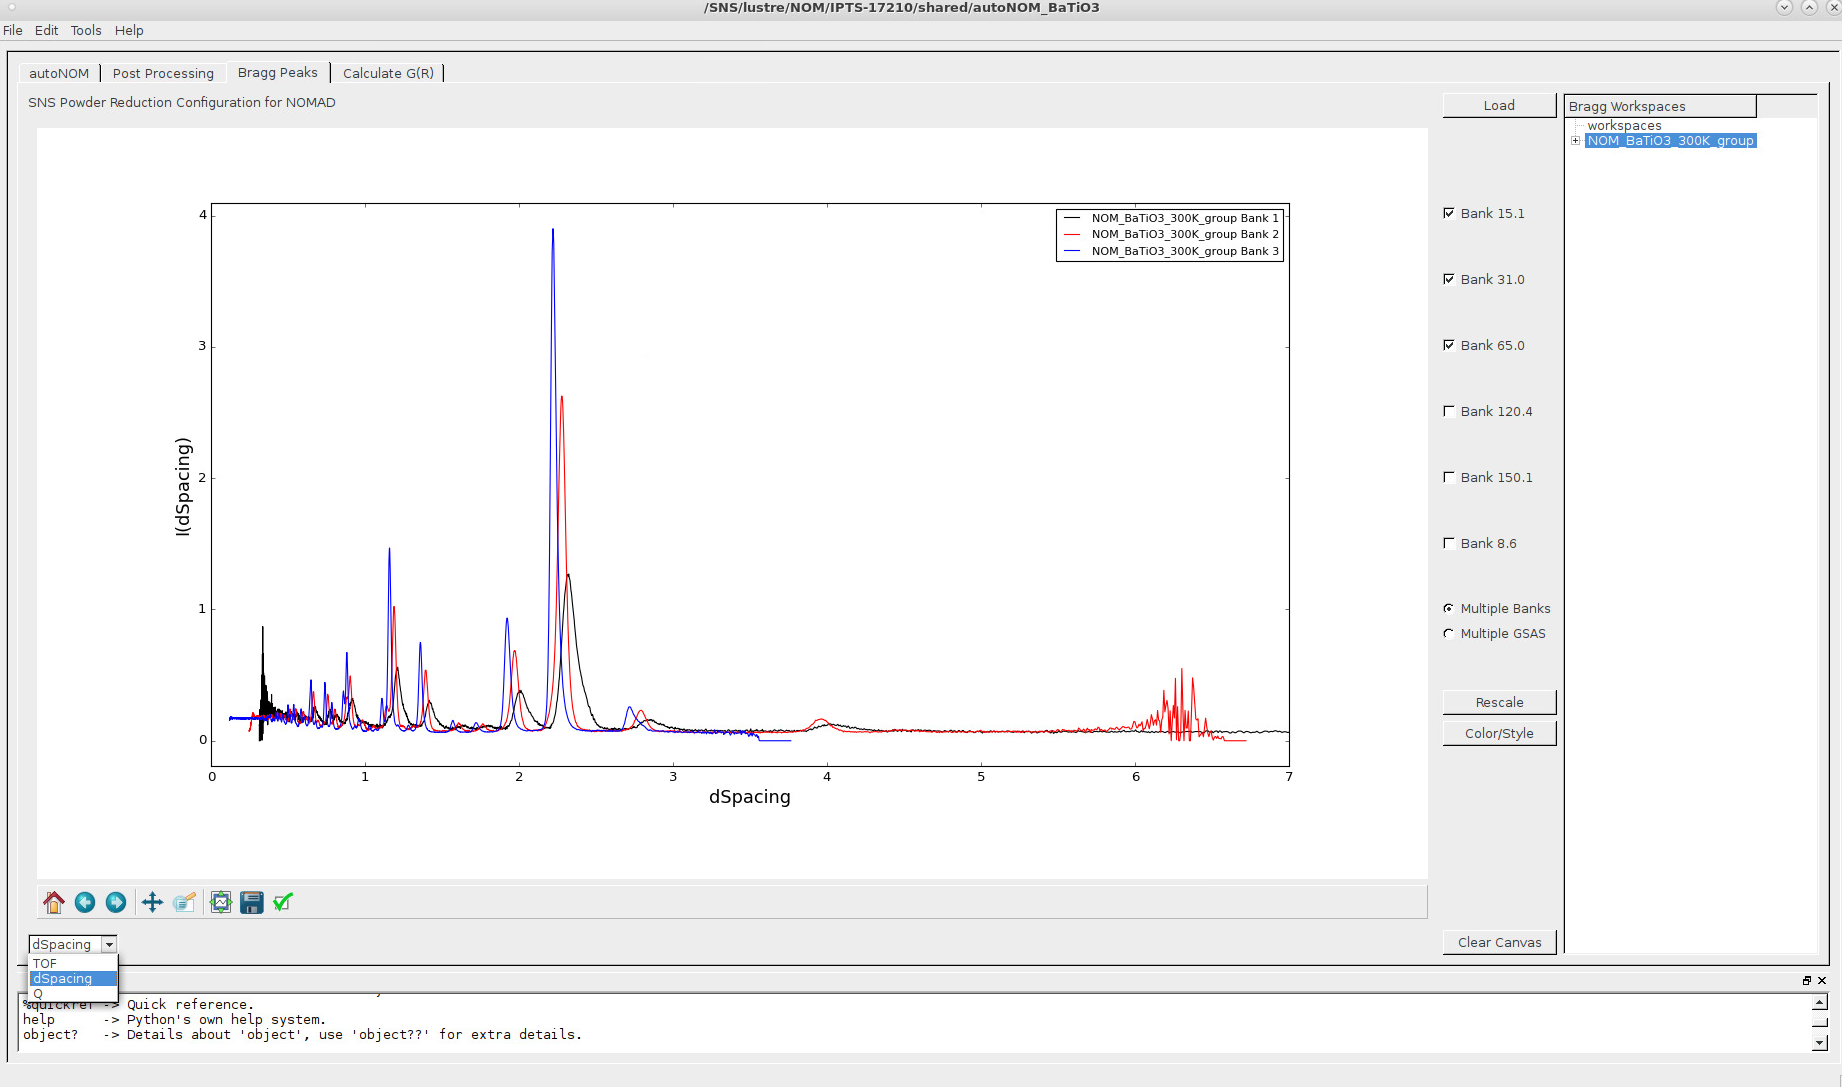 /SNS/lustre/NOM/IPTS-17210/shared/autoNOM_BaTiO3
File Edit Tools Help
autoNOM Post Processing Bragg Peaks Calculate G(R)
SNS Powder Reduction Configuration for NOMAD
Load
Bragg Workspaces
workspaces
NOM_BaTiO3_300K_group
NOM_BaTiO3_300K_group Bank 1
NOM_BaTiO3_300K_group Bank 2
NOM_BaTiO3_300K_group Bank 3
4
3
2
1
0
I(dSpacing)
0 1 2 3 4 5 6 7
dSpacing
Bank 15.1
Bank 31.0
Bank 65.0
Bank 120.4
Bank 150.1
Bank 8.6
Multiple Banks
Multiple GSAS
Rescale
Color/Style
Clear Canvas
dSpacing
TOF
dSpacing
Q
%quickref -> Quick reference.
help -> Python's own help system.
object? -> Details about 'object', use 'object??' for extra details.